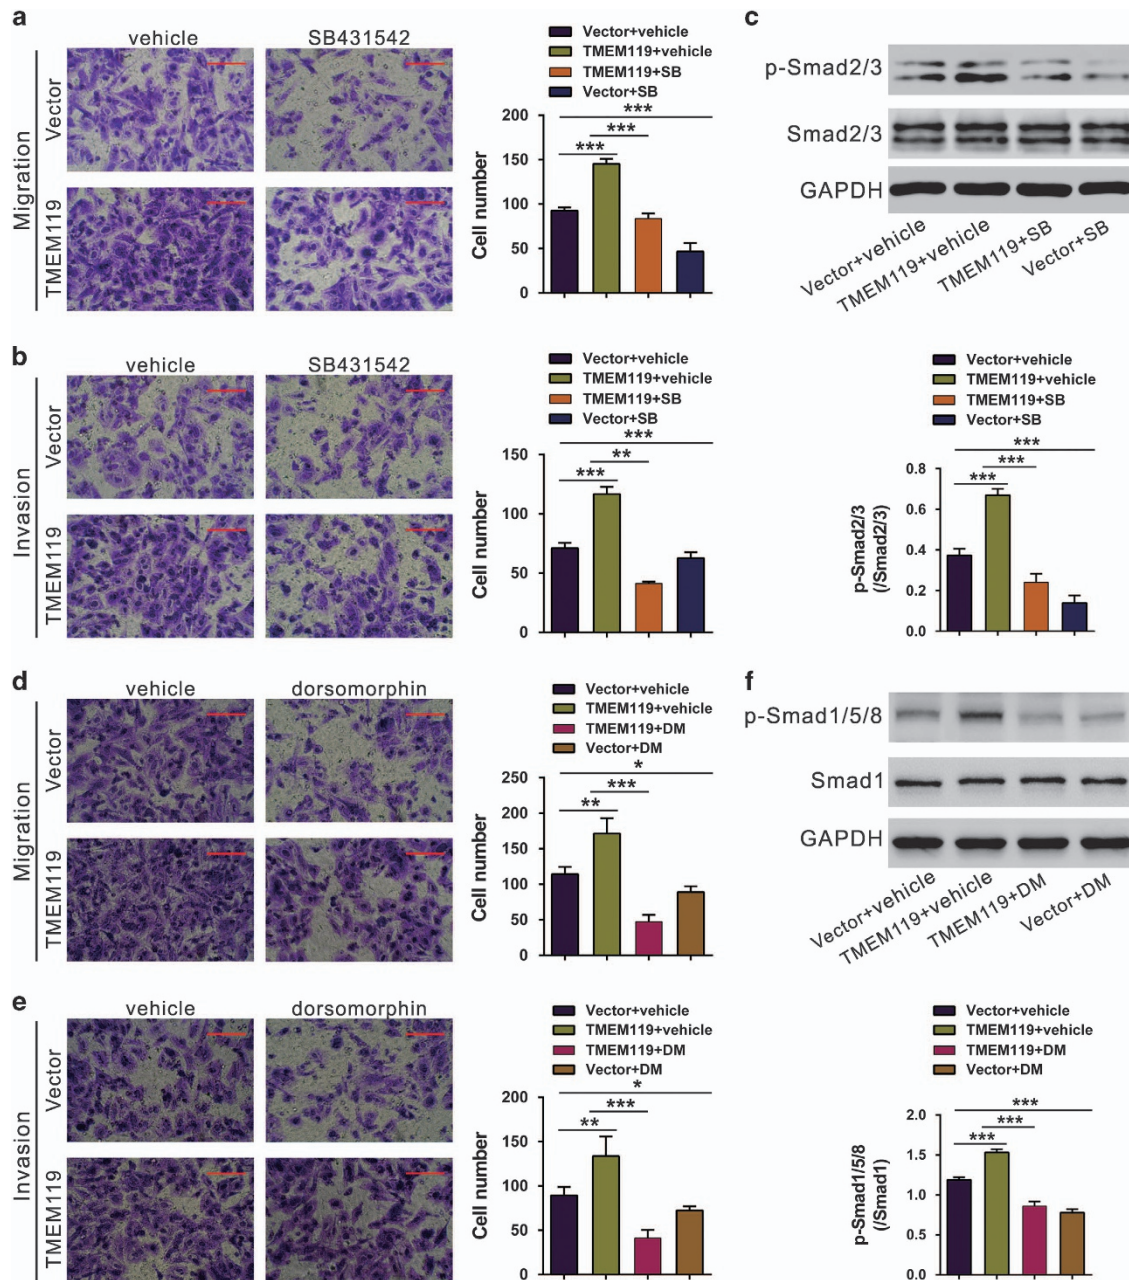 a
vehicle
SB431542
Migration
Vector
TMEM119
Vector+vehicle
TMEM119+vehicle
TMEM119+SB
Vector+SB
***
***
***
200
150
100
50
0
Cell number
c
p-Smad2/3
Smad2/3
GAPDH
Vector+vehicle
TMEM119+vehicle
TMEM119+SB
Vector+SB
b
vehicle
SB431542
Invasion
Vector
TMEM119
Vector+vehicle
TMEM119+vehicle
TMEM119+SB
Vector+SB
***
**
***
150
100
50
0
Cell number
Vector+vehicle
TMEM119+vehicle
TMEM119+SB
Vector+SB
***
***
***
0.8
0.6
0.4
0.2
0.0
p-Smad2/3
(/Smad2/3)
d
vehicle
dorsomorphin
Migration
Vector
TMEM119
Vector+vehicle
TMEM119+vehicle
TMEM119+DM
Vector+DM
*
***
**
250
200
150
100
50
0
Cell number
f
p-Smad1/5/8
Smad1
GAPDH
Vector+vehicle
TMEM119+vehicle
TMEM119+DM
Vector+DM
e
vehicle
dorsomorphin
Invasion
Vector
TMEM119
Vector+vehicle
TMEM119+vehicle
TMEM119+DM
Vector+DM
*
***
**
200
150
100
50
0
Cell number
Vector+vehicle
TMEM119+vehicle
TMEM119+DM
Vector+DM
***
***
***
2.0
1.5
1.0
0.5
0.0
p-Smad1/5/8
(/Smad1)